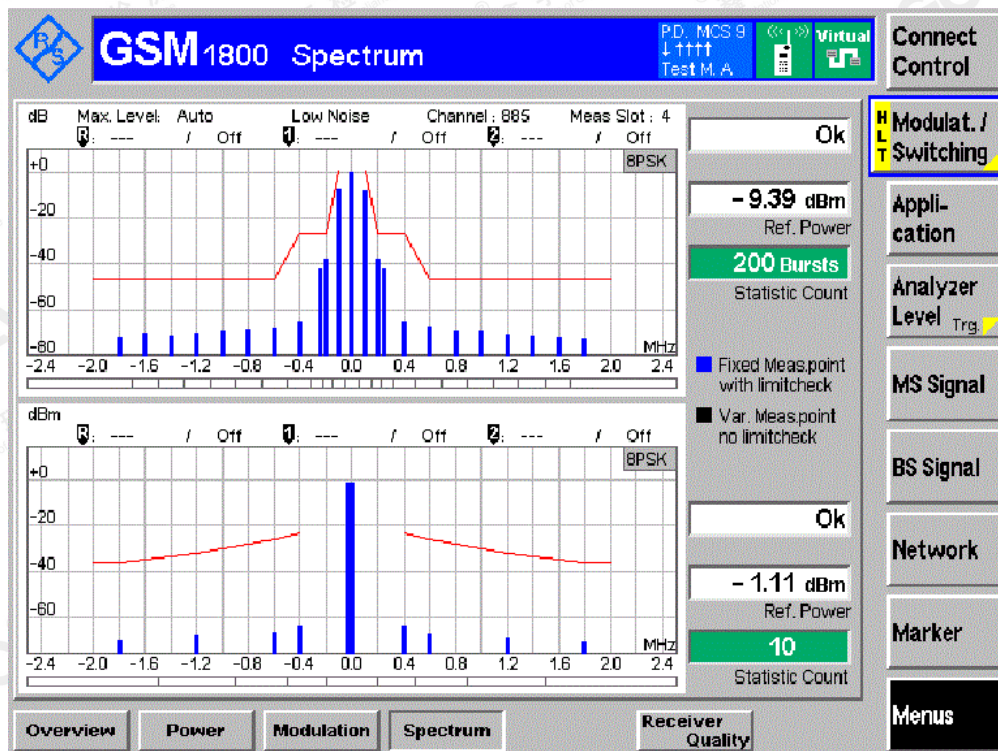 R S
GSM 1800 Spectrum
P.D. MCS 9
↓ ↑↑↑↑
Test M. A
Virtual
Connect Control
dB Max. Level: Auto Low Noise Channel : 885 Meas Slot : 4
R: --- / Off 1: --- / Off 2: --- / Off
8PSK
+0
-20
-40
-60
-80
MHz
-2.4 -2.0 -1.6 -1.2 -0.8 -0.4 0.0 0.4 0.8 1.2 1.6 2.0 2.4
Ok
- 9.39 dBm
Ref. Power
200 Bursts
Statistic Count
Fixed Meas.point
with limitcheck
Var. Meas.point
no limitcheck
dBm
R: --- / Off 1: --- / Off 2: --- / Off
8PSK
+0
-20
-40
-60
MHz
-2.4 -2.0 -1.6 -1.2 -0.8 -0.4 0.0 0.4 0.8 1.2 1.6 2.0 2.4
Ok
- 1.11 dBm
Ref. Power
10
Statistic Count
HLT
Modulat. /
Switching
Appli-
cation
Analyzer
Level Trg.
MS Signal
BS Signal
Network
Marker
Menus
Overview Power Modulation Spectrum Receiver
Quality